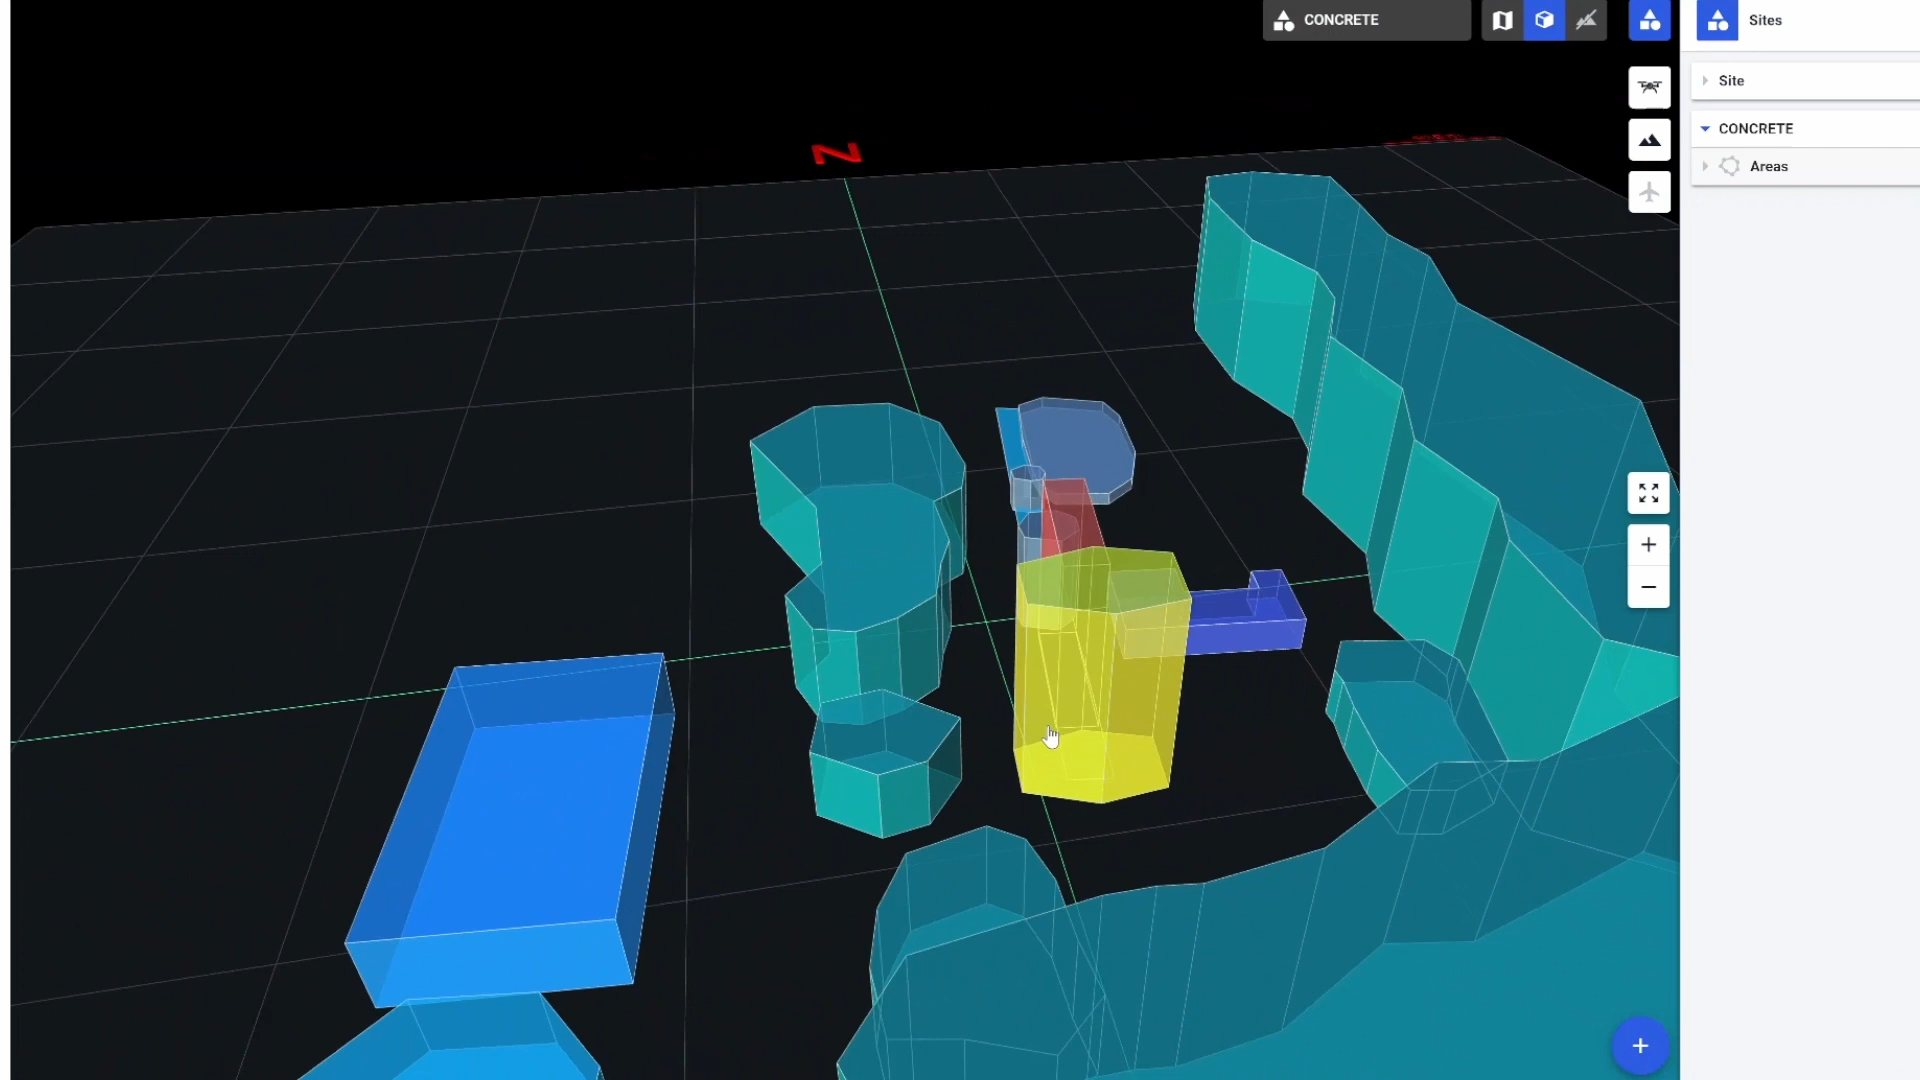 CONCRETE
Sites
Site
CONCRETE
Areas
N
+
−
+